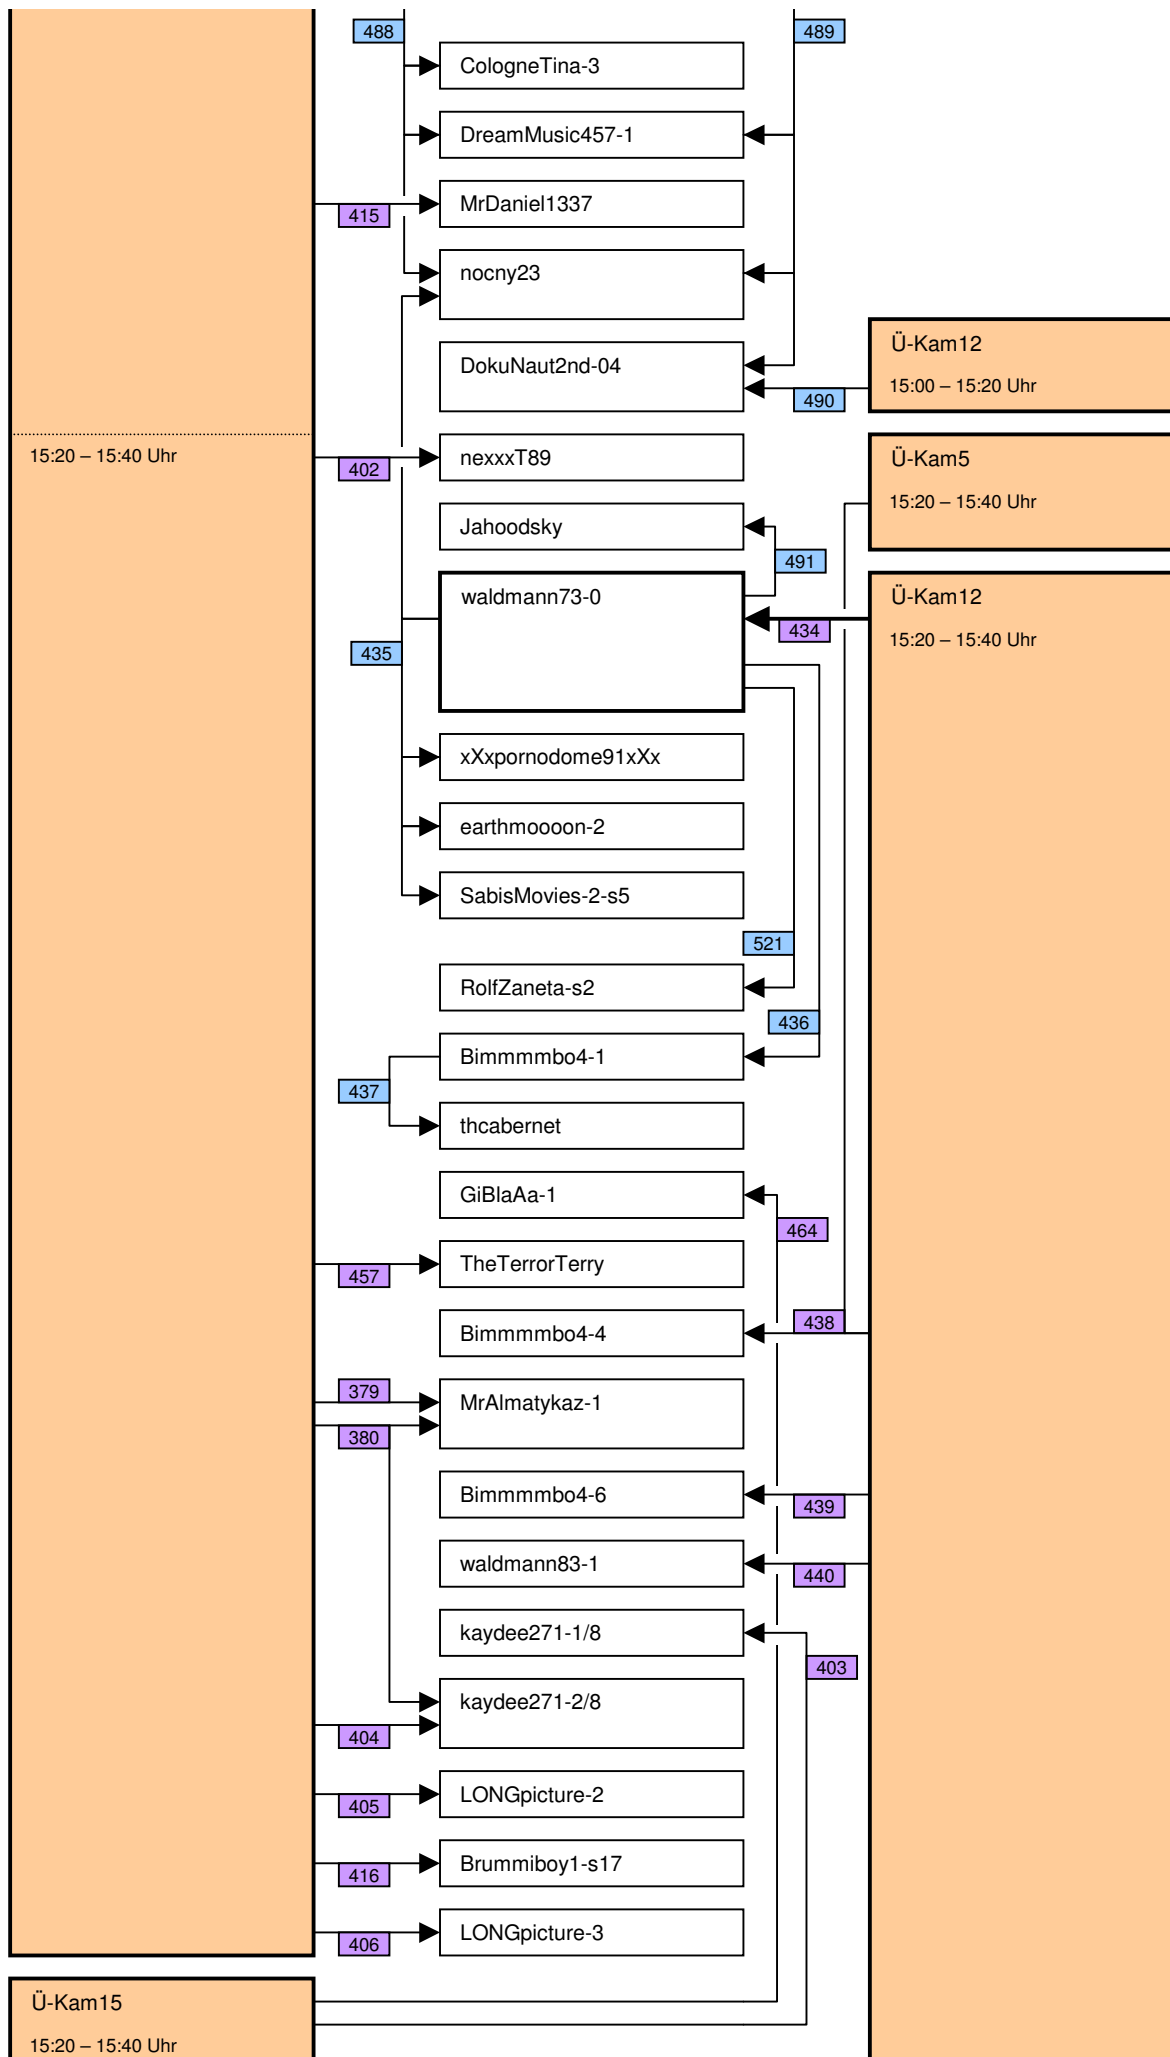 488
489
CologneTina-3
DreamMusic457-1
MrDaniel1337
415
nocny23
Ü-Kam12
DokuNaut2nd-04
15:00 – 15:20 Uhr
490
15:20 – 15:40 Uhr
402
nexxxT89
Ü-Kam5
15:20 – 15:40 Uhr
Jahoodsky
491
waldmann73-0
Ü-Kam12
434
15:20 – 15:40 Uhr
435
xXxpornodome91xXx
earthmoooon-2
SabisMovies-2-s5
521
RolfZaneta-s2
436
Bimmmmbo4-1
437
thcabernet
GiBlaAa-1
464
TheTerrorTerry
457
438
Bimmmmbo4-4
379
MrAlmatykaz-1
380
Bimmmmbo4-6
439
waldmann83-1
440
kaydee271-1/8
403
kaydee271-2/8
404
LONGpicture-2
405
Brummiboy1-s17
416
LONGpicture-3
406
Ü-Kam15
15:20 – 15:40 Uhr